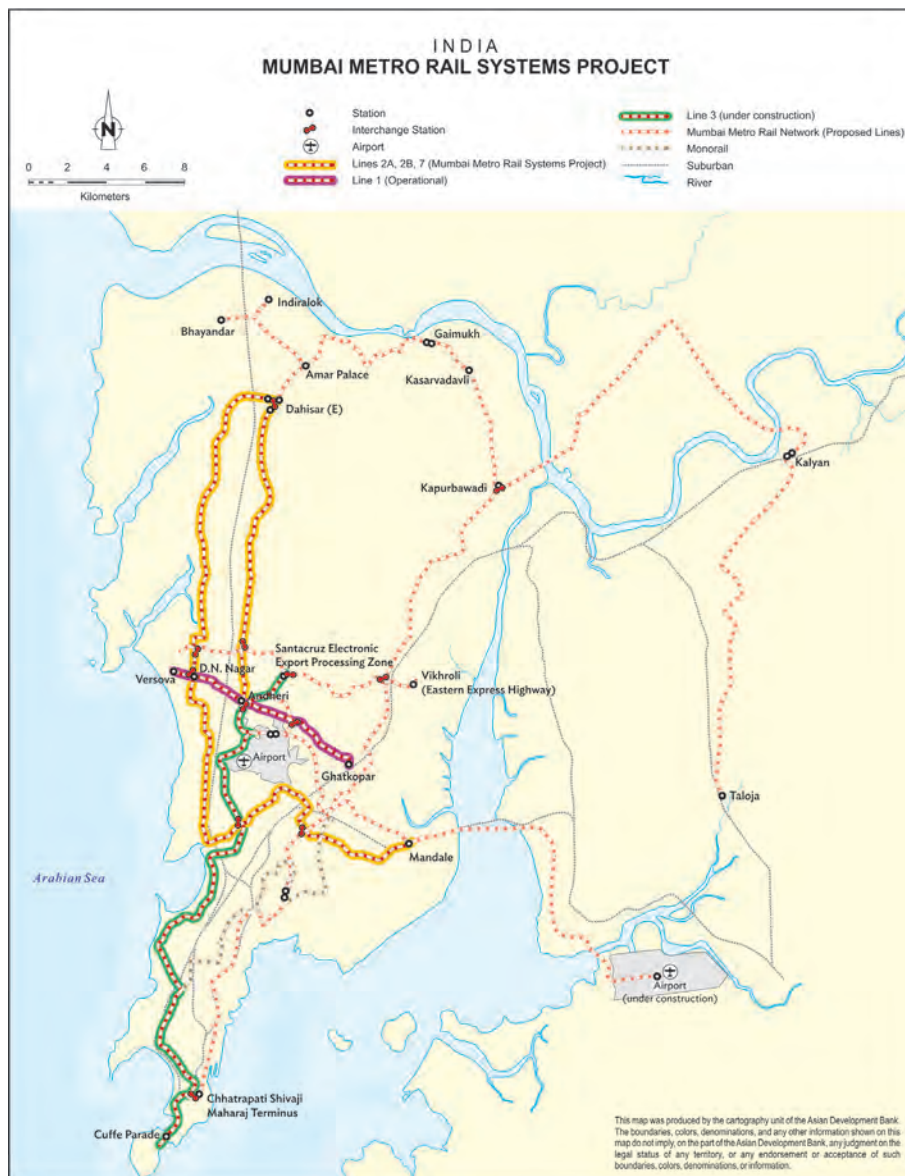 INDIA
MUMBAI METRO RAIL SYSTEMS PROJECT
N
0 2 4 8
Kilometers
Station
Interchange Station
Airport
Lines 2A, 2B, 7 (Mumbai Metro Rail Systems Project)
Line 1 (Operational)
Line 3 (under construction)
Mumbai Metro Rail Network (Proposed Lines)
Monorail
Suburban
River
Indiralok
Bhayandar
Gaimukh
Amar Palace
Kasarvadavli
Dahisar (E)
Kalyan
Kapurbawadi
Santacruz Electronic
Export Processing Zone
D.N. Nagar
Versova
Vikhroli
(Eastern Express Highway)
Andheri
Airport
Ghatkopar
Taloja
Mandale
Arabian Sea
Airport
(under construction)
Chhatrapati Shivaji
Maharaj Terminus
Cuffe Parade
This map was produced by the cartography unit of the Asian Development Bank.
The boundaries, colors, denominations, and any other information shown on this
map do not imply, on the part of the Asian Development Bank, any judgment on the
legal status of any territory, or any endorsement or acceptance of such
boundaries, colors, denominations, or information.